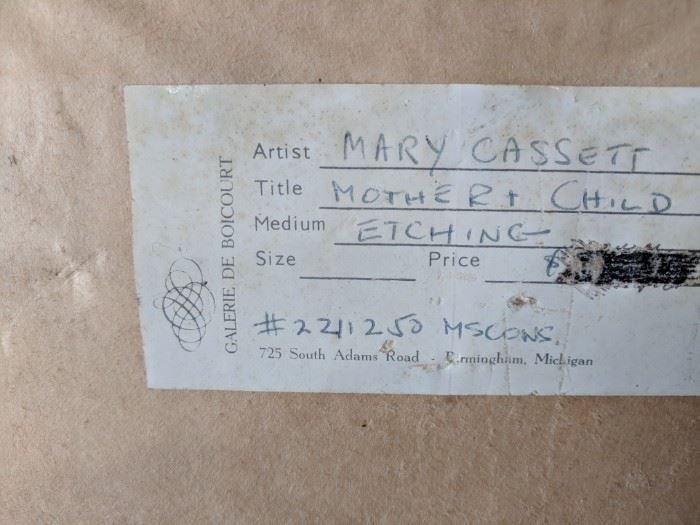 GALERIE DE BOICOURT
Artist MARY CASSETT
Title MOTHER + CHILD
Medium ETCHING
Size Price $
#2211250 MSCONS.
725 South Adams Road - Birmingham, Michigan